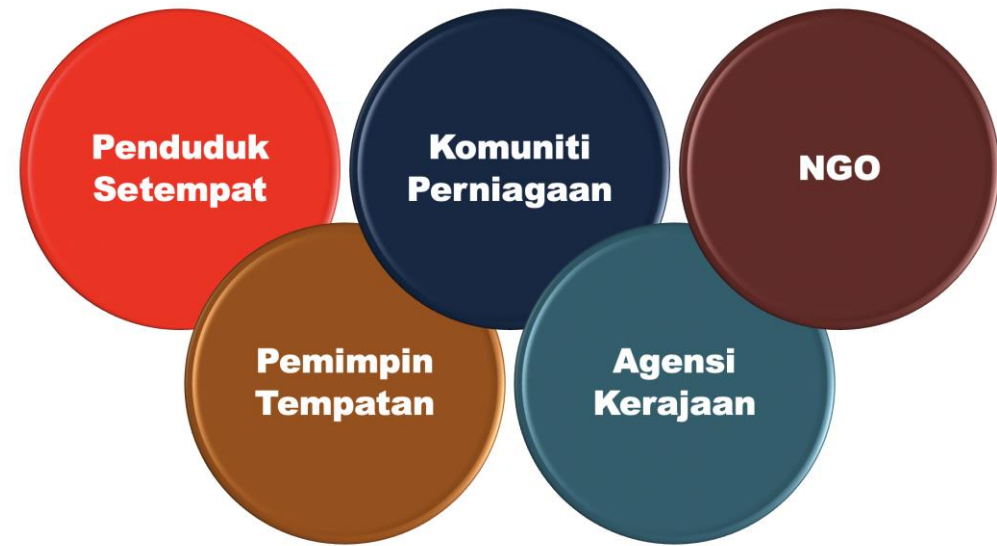 Penduduk
Setempat
Komuniti
Perniagaan
NGO
Pemimpin
Tempatan
Agensi
Kerajaan